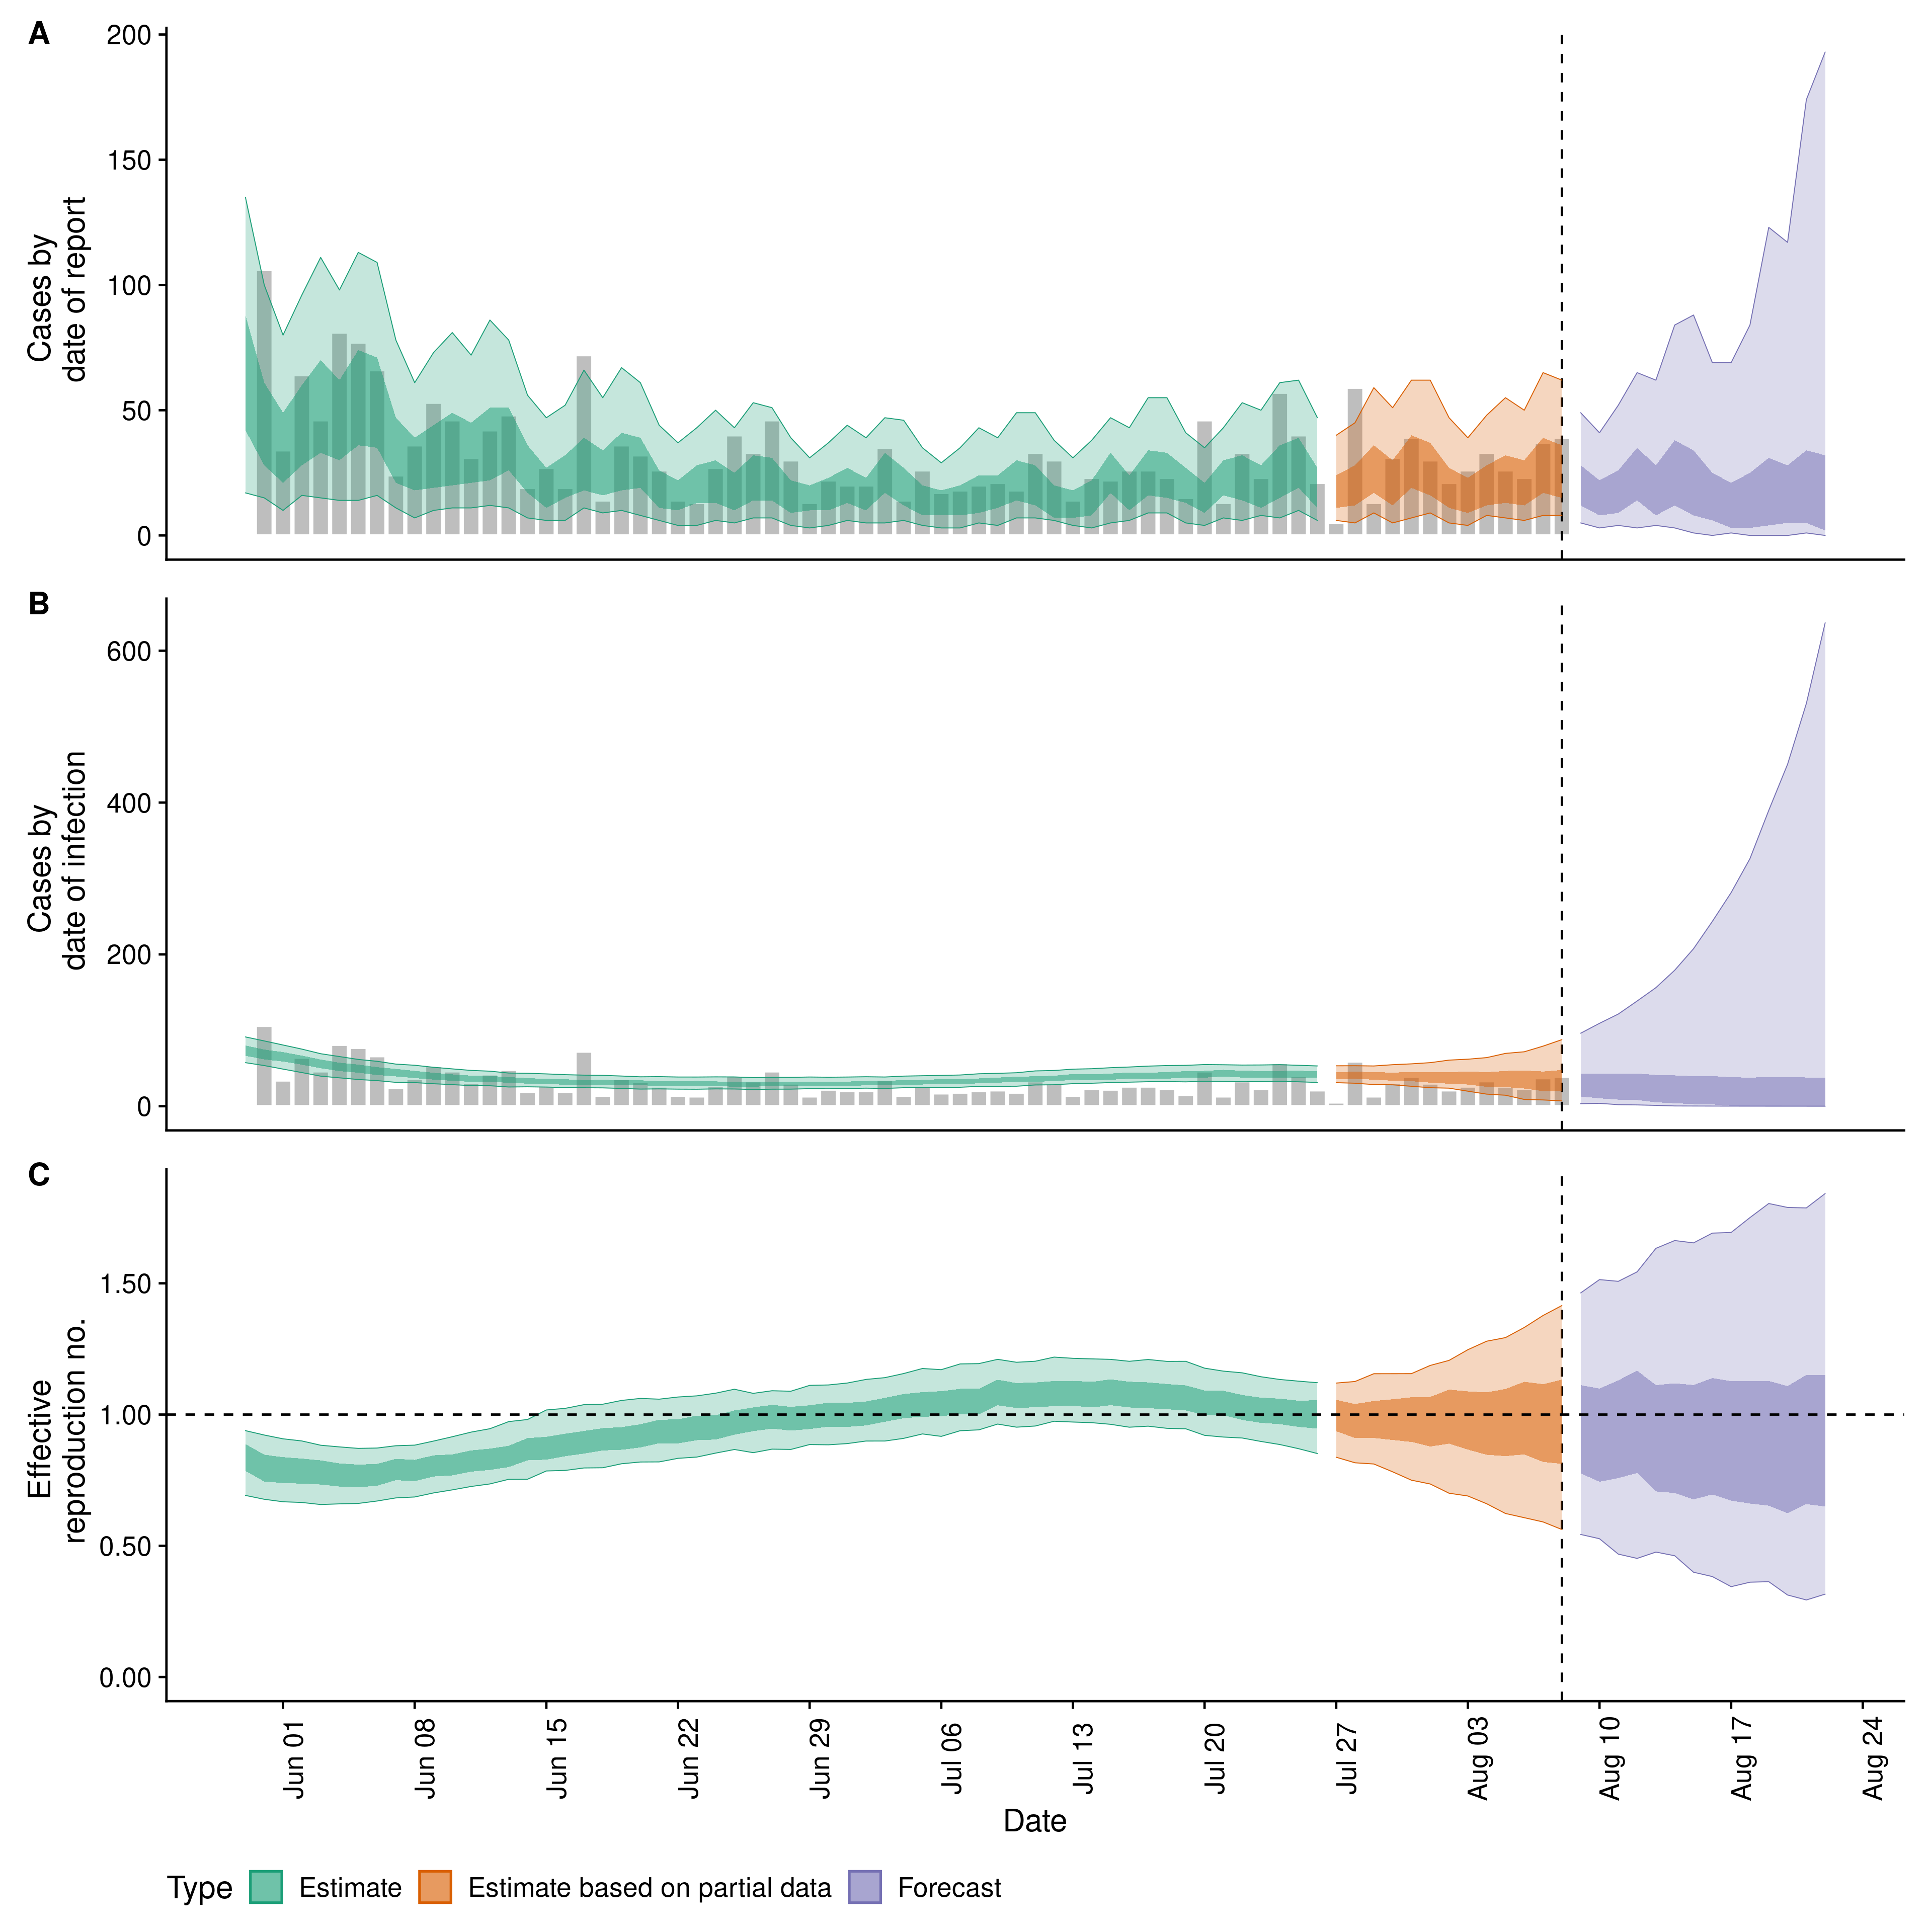 A
200
150
100
50
0
Cases by
date of report
B
600
400
200
0
Cases by
date of infection
C
1.50
1.00
0.50
0.00
Effective
reproduction no.
Jun 01
Jun 08
Jun 15
Jun 22
Jun 29
Jul 06
Jul 13
Jul 20
Jul 27
Aug 03
Aug 10
Aug 17
Aug 24
Date
Type Estimate Estimate based on partial data Forecast